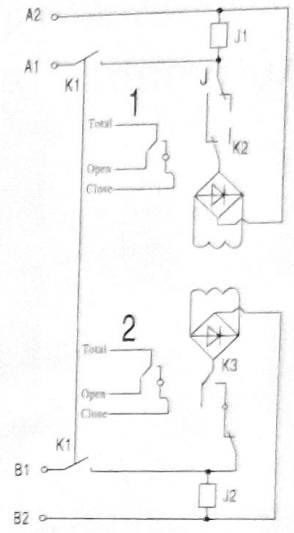 A2
J1
A1
K1
J
1
Total
K2
Open
Close
2
Total
K3
Open
Close
K1
B1
J2
B2